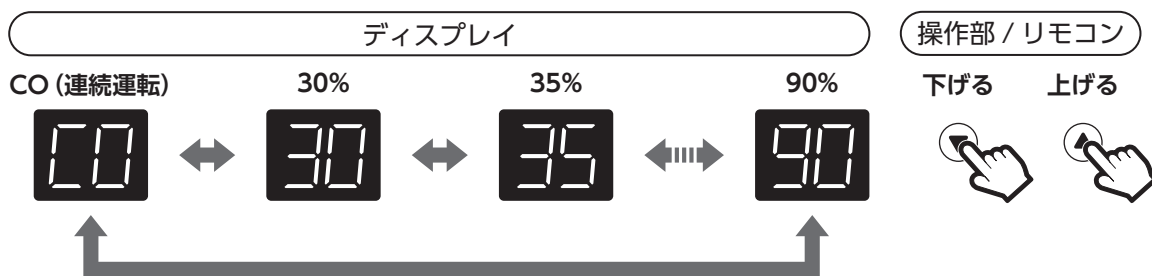 ディスプレイ
操作部 / リモコン
CO (連続運転)
30%
35%
90%
下げる
上げる
CO
30
35
90